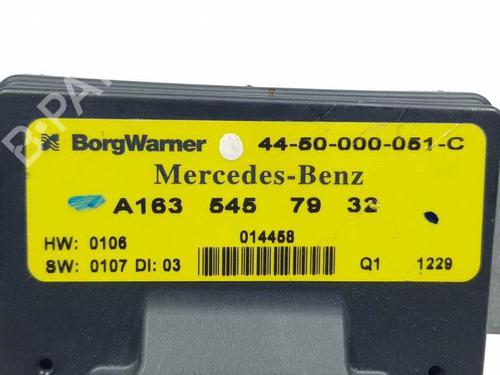 BorgWarner 44-50-000-051-C
Mercedes-Benz
A163 545 79 32
HW: 0106 014458
SW: 0107 DI: 03 Q1 1229
B-PA